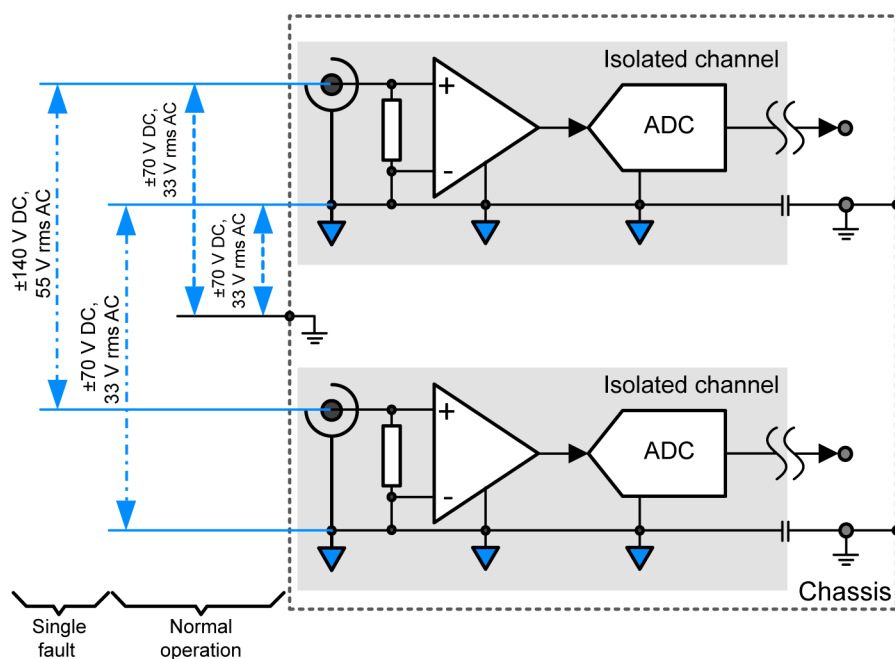 Isolated channel
+
-
ADC
±140 V DC,
55 V rms AC
±70 V DC,
33 V rms AC
±70 V DC,
33 V rms AC
±70 V DC,
33 V rms AC
Isolated channel
+
-
ADC
Chassis
Single
fault
Normal
operation